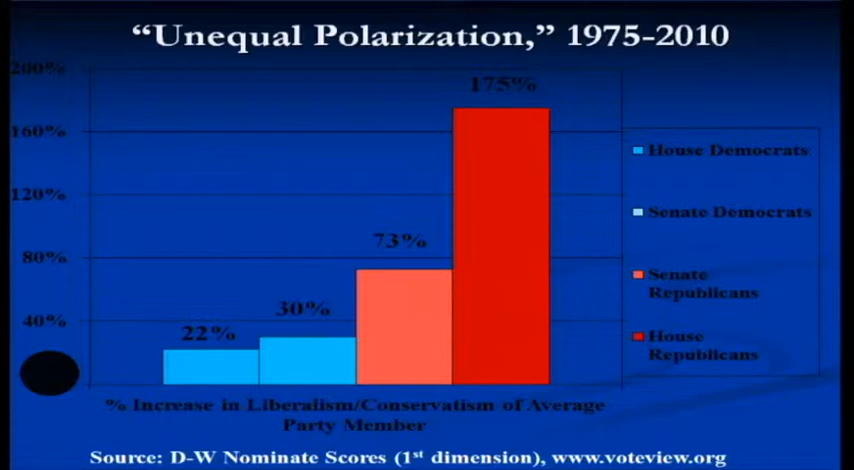 “Unequal Polarization,” 1975-2010
200%
175%
160%
120%
80%
73%
40%
30%
22%
House Democrats
Senate Democrats
Senate
Republicans
House
Republicans
% Increase in Liberalism/Conservatism of Average
Party Member
Source: D-W Nominate Scores (1st dimension), www.voteview.org